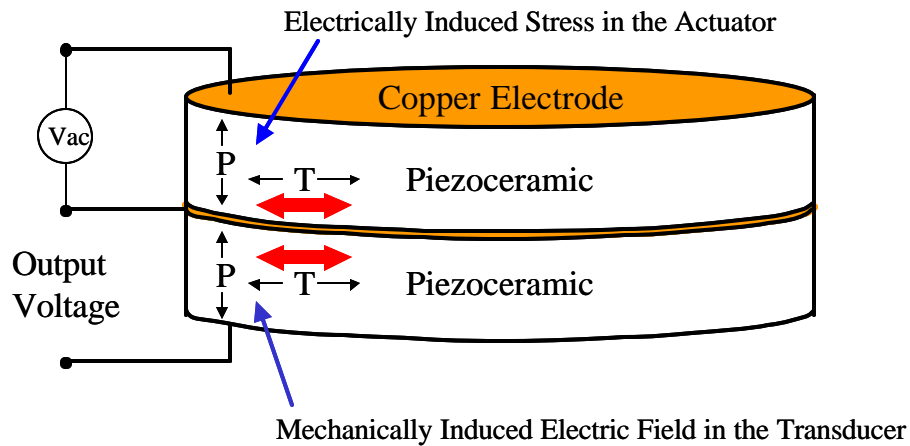 Electrically Induced Stress in the Actuator
Copper Electrode
Vac
P
T
Piezoceramic
Output
Voltage
P
T
Piezoceramic
Mechanically Induced Electric Field in the Transducer